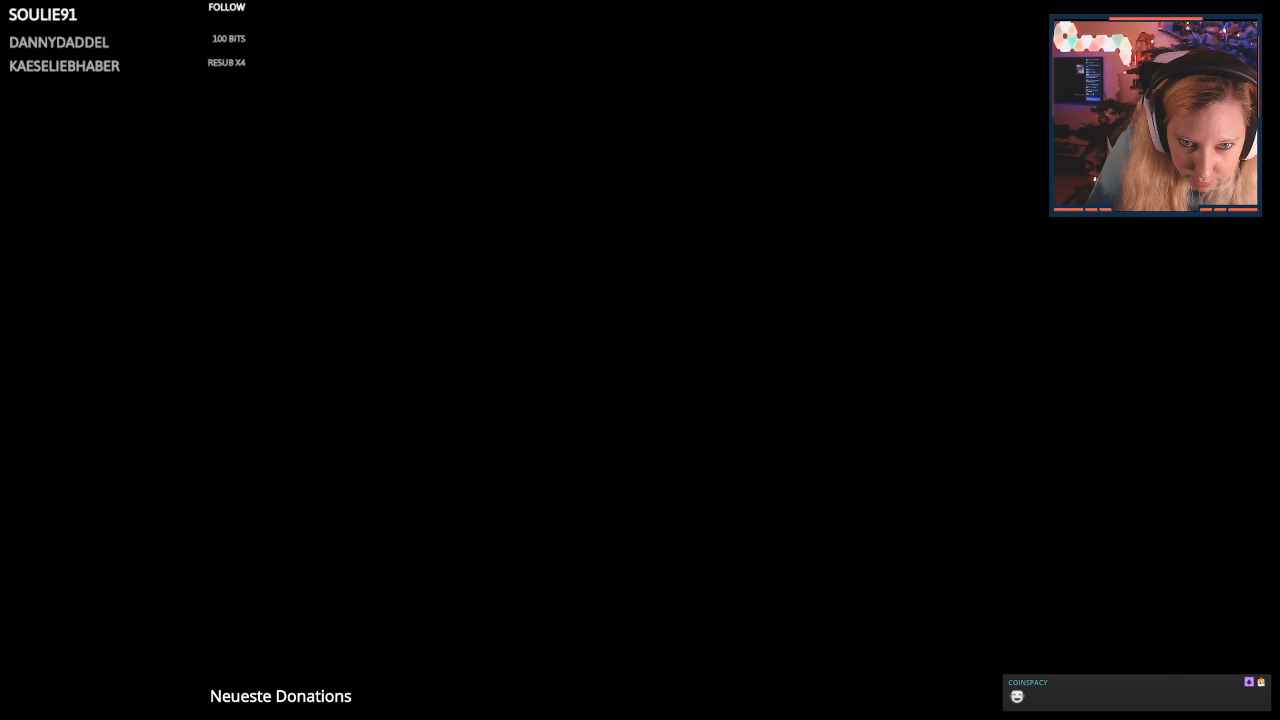 SOULIE91 FOLLOW
DANNYDADDEL 100 BITS
KAESELIEBHABER RESUB X4
Neueste Donations
COINSPACY